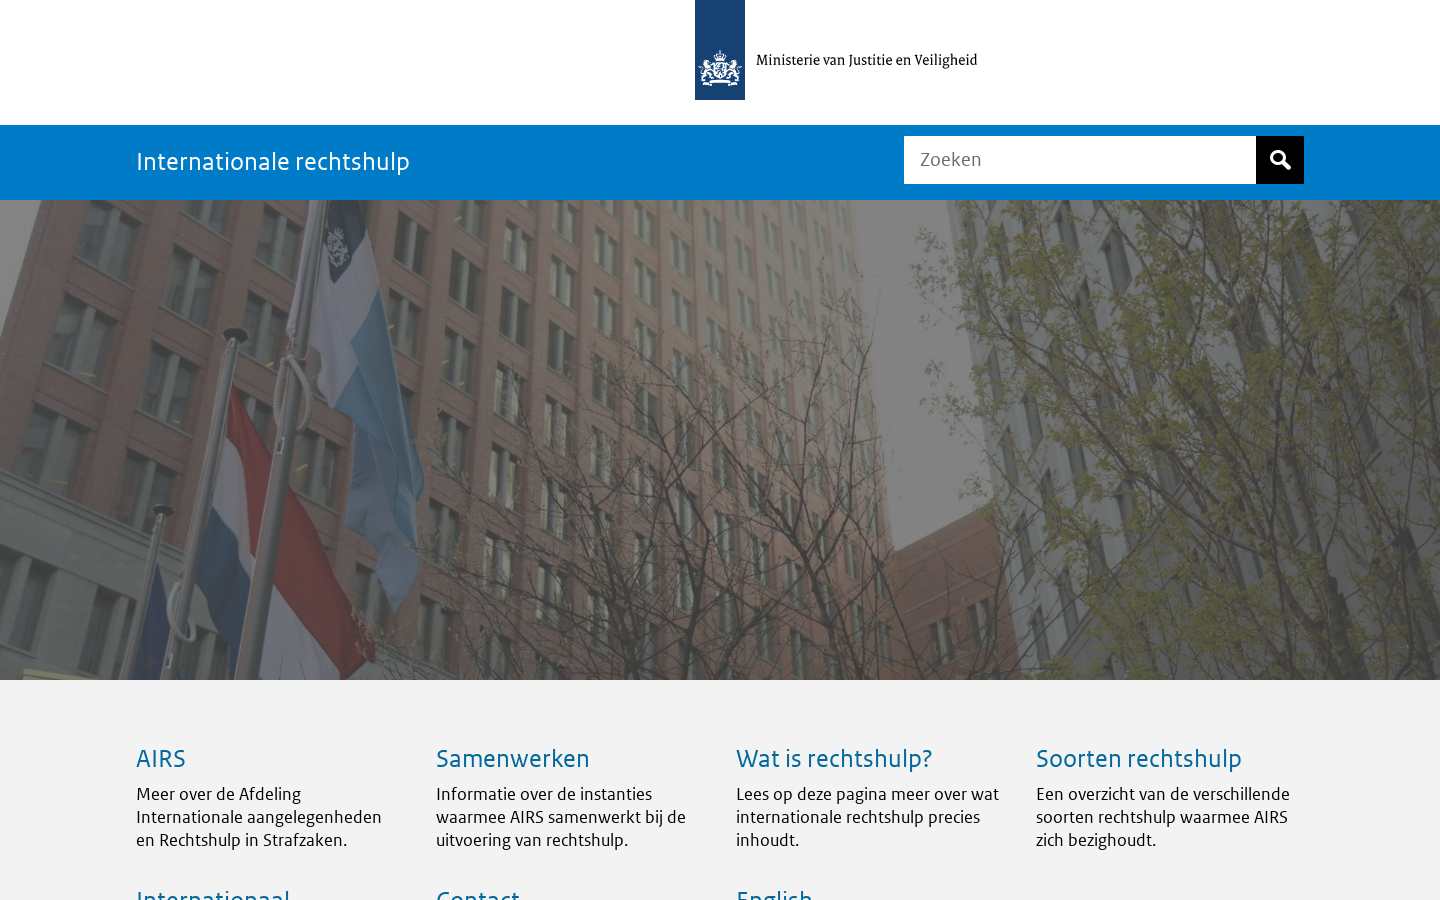 Ministerie van Justitie en Veiligheid
Internationale rechtshulp
Zoeken
AIRS
Meer over de Afdeling
Internationale aangelegenheden
en Rechtshulp in Strafzaken.
Samenwerken
Informatie over de instanties
waarmee AIRS samenwerkt bij de
uitvoering van rechtshulp.
Wat is rechtshulp?
Lees op deze pagina meer over wat
internationale rechtshulp precies
inhoudt.
Soorten rechtshulp
Een overzicht van de verschillende
soorten rechtshulp waarmee AIRS
zich bezighoudt.
Internationaal
Contact
English